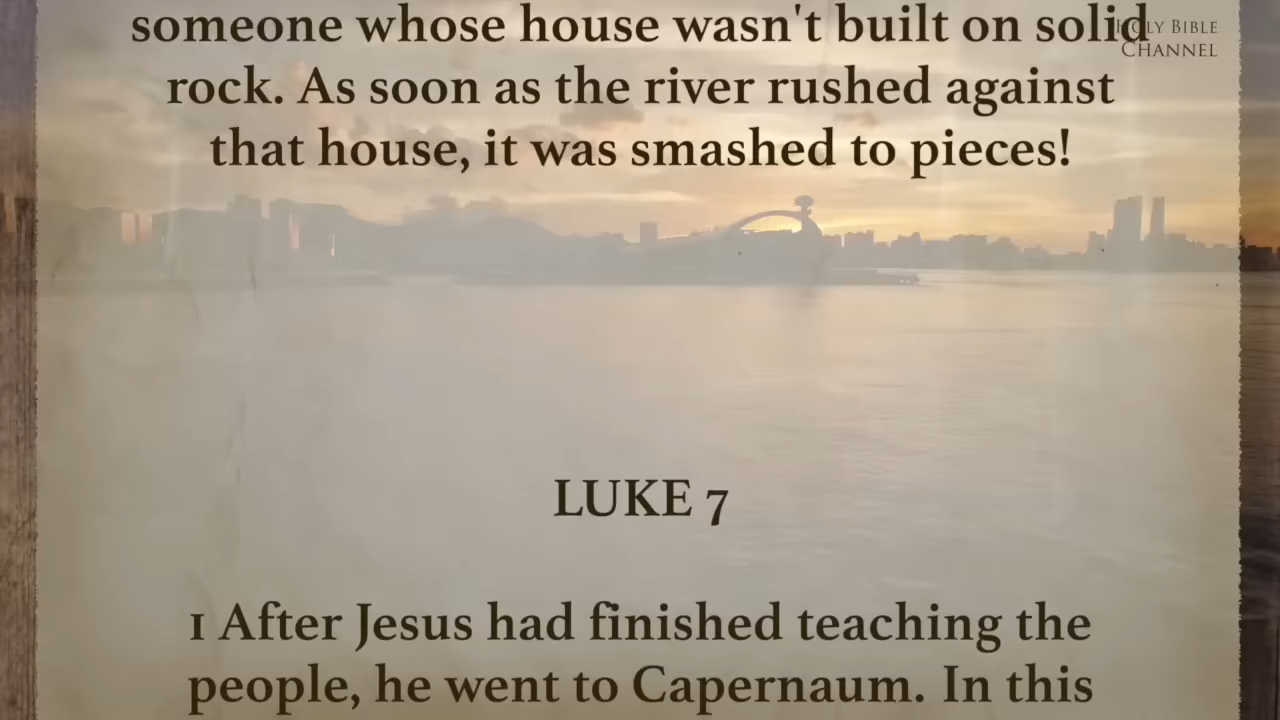 someone whose house wasn't built on solid
HOLY BIBLE
CHANNEL
rock. As soon as the river rushed against
that house, it was smashed to pieces!
LUKE 7
1 After Jesus had finished teaching the
people, he went to Capernaum. In this